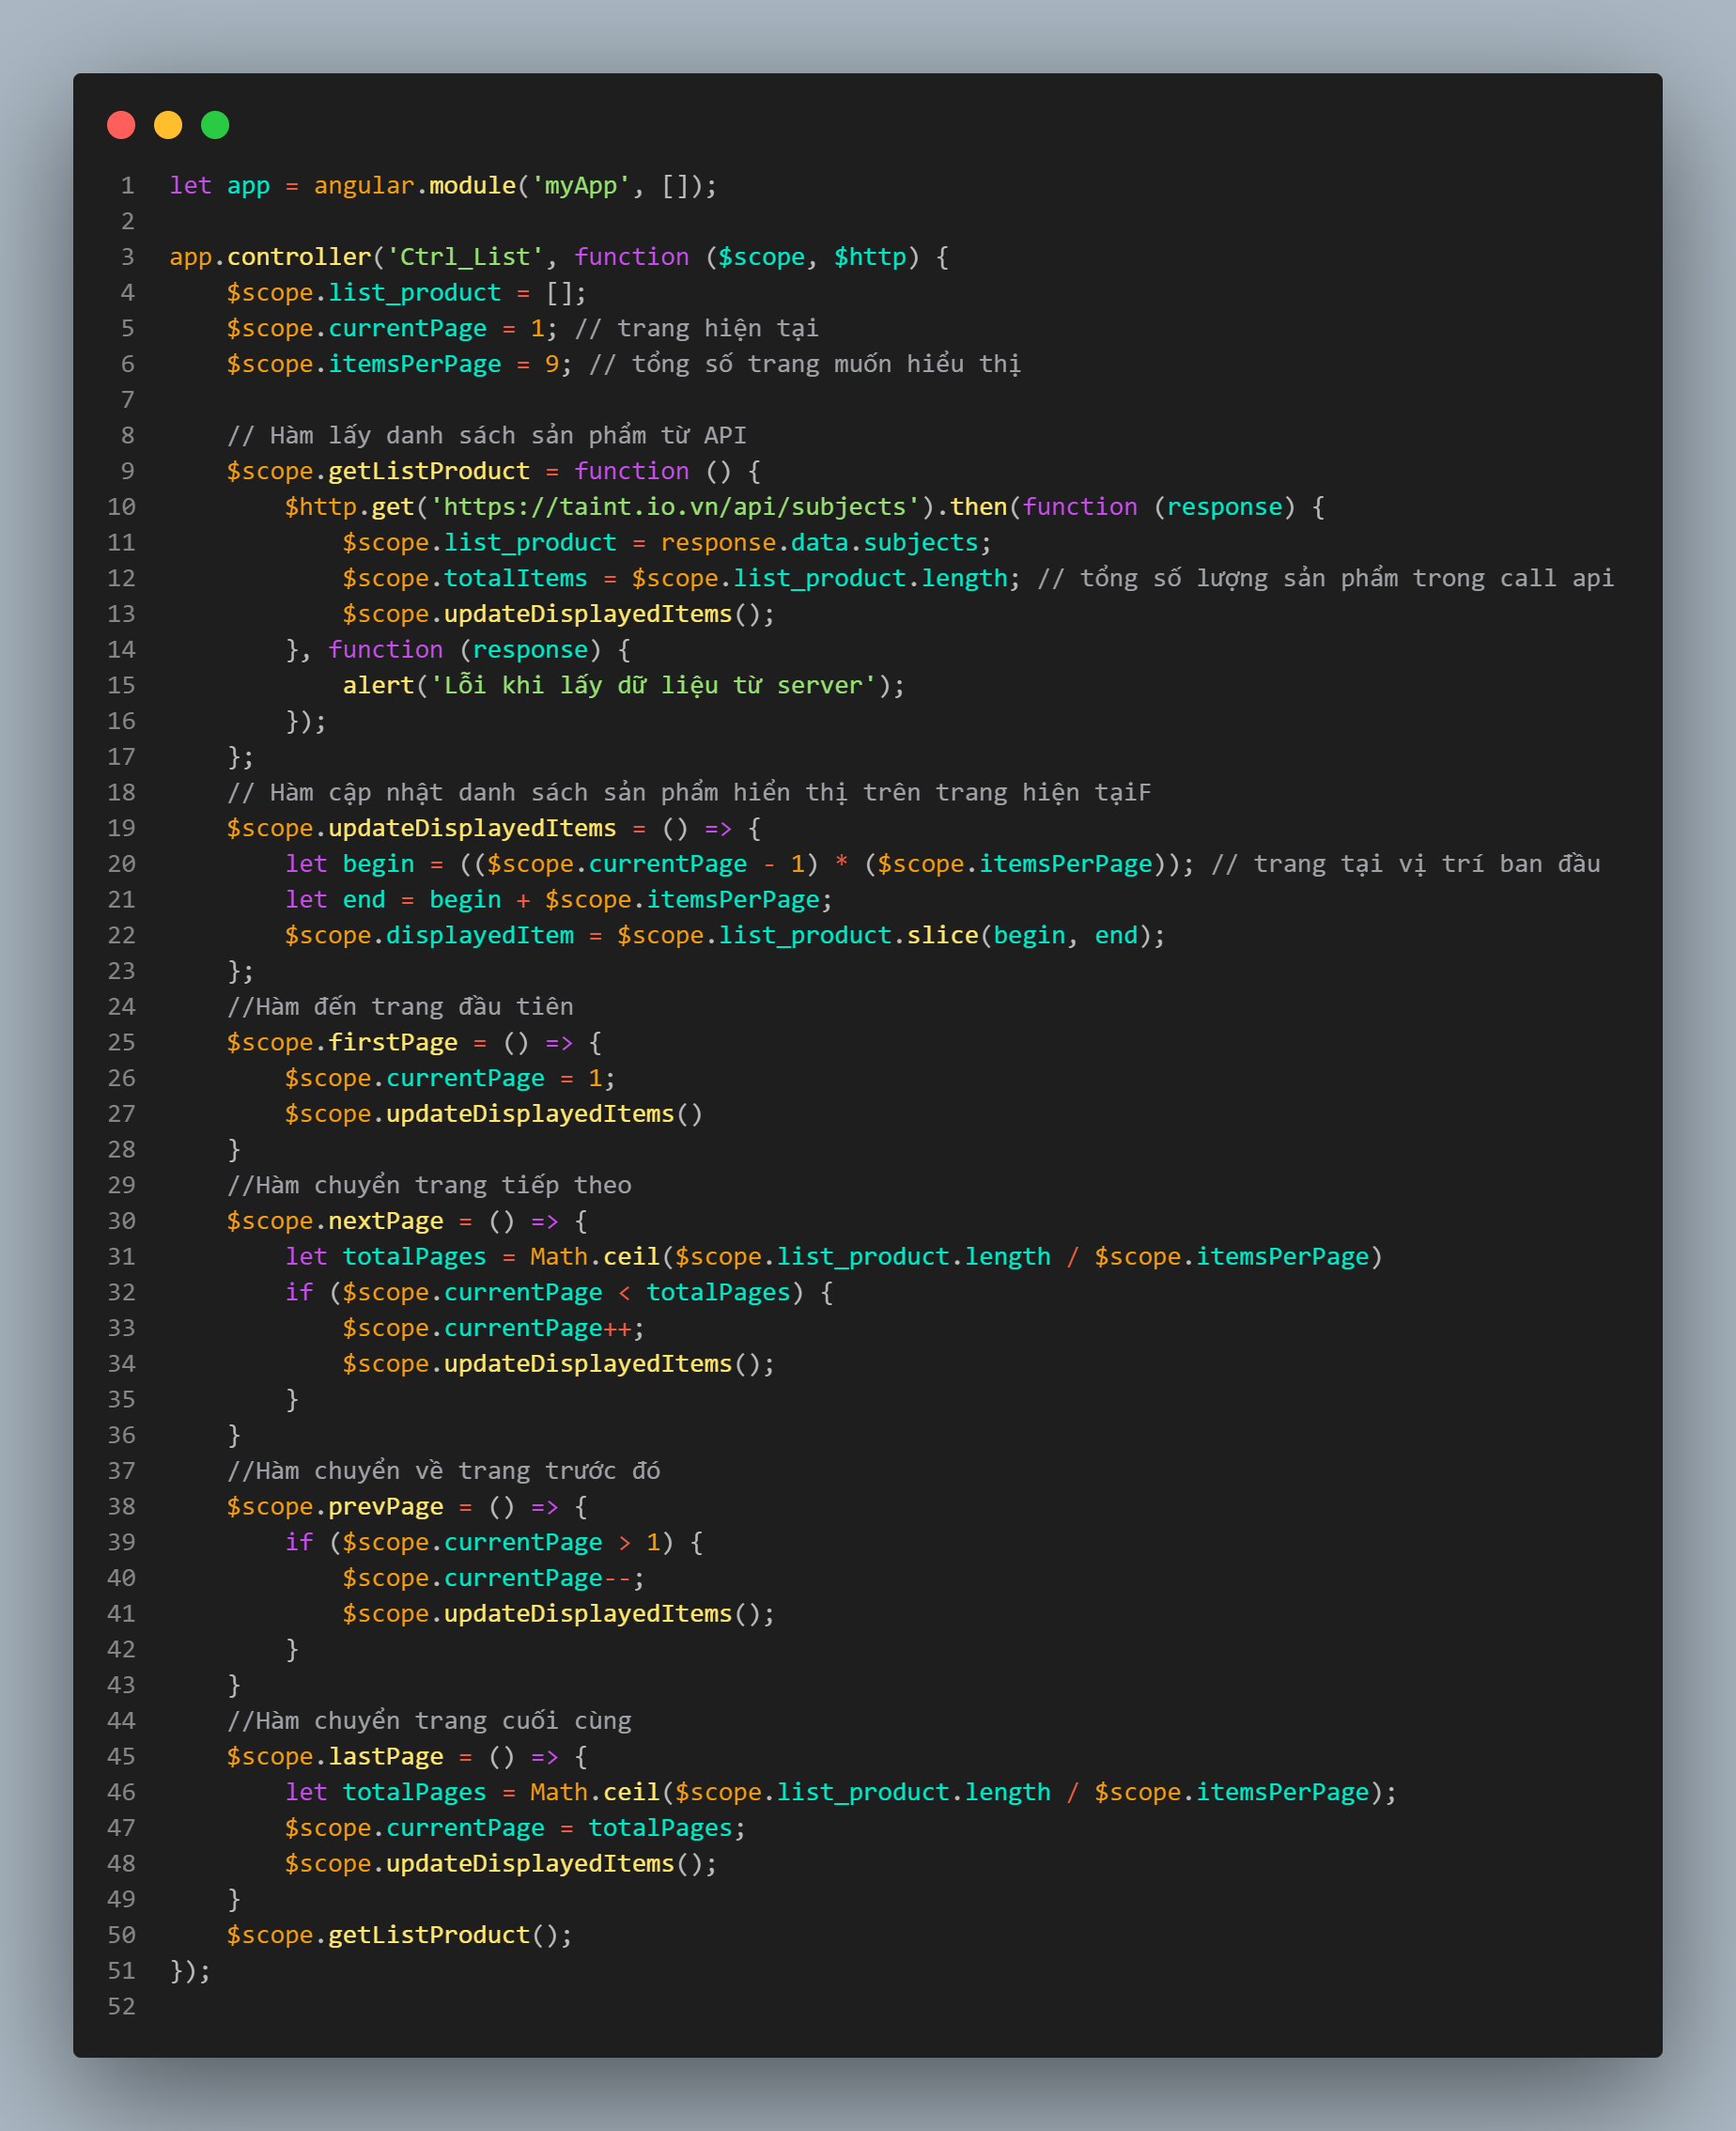 1 let app = angular.module('myApp', []);
2
3 app.controller('Ctrl_List', function ($scope, $http) {
4     $scope.list_product = [];
5     $scope.currentPage = 1; // trang hiện tại
6     $scope.itemsPerPage = 9; // tổng số trang muốn hiểu thị
7
8     // Hàm lấy danh sách sản phẩm từ API
9     $scope.getListProduct = function () {
10         $http.get('https://taint.io.vn/api/subjects').then(function (response) {
11             $scope.list_product = response.data.subjects;
12             $scope.totalItems = $scope.list_product.length; // tổng số lượng sản phẩm trong call api
13             $scope.updateDisplayedItems();
14         }, function (response) {
15             alert('Lỗi khi lấy dữ liệu từ server');
16         });
17     };
18     // Hàm cập nhật danh sách sản phẩm hiển thị trên trang hiện tạiF
19     $scope.updateDisplayedItems = () => {
20         let begin = (($scope.currentPage - 1) * ($scope.itemsPerPage)); // trang tại vị trí ban đầu
21         let end = begin + $scope.itemsPerPage;
22         $scope.displayedItem = $scope.list_product.slice(begin, end);
23     };
24     //Hàm đến trang đầu tiên
25     $scope.firstPage = () => {
26         $scope.currentPage = 1;
27         $scope.updateDisplayedItems()
28     }
29     //Hàm chuyển trang tiếp theo
30     $scope.nextPage = () => {
31         let totalPages = Math.ceil($scope.list_product.length / $scope.itemsPerPage)
32         if ($scope.currentPage < totalPages) {
33             $scope.currentPage++;
34             $scope.updateDisplayedItems();
35         }
36     }
37     //Hàm chuyển về trang trước đó
38     $scope.prevPage = () => {
39         if ($scope.currentPage > 1) {
40             $scope.currentPage--;
41             $scope.updateDisplayedItems();
42         }
43     }
44     //Hàm chuyển trang cuối cùng
45     $scope.lastPage = () => {
46         let totalPages = Math.ceil($scope.list_product.length / $scope.itemsPerPage);
47         $scope.currentPage = totalPages;
48         $scope.updateDisplayedItems();
49     }
50     $scope.getListProduct();
51 });
52